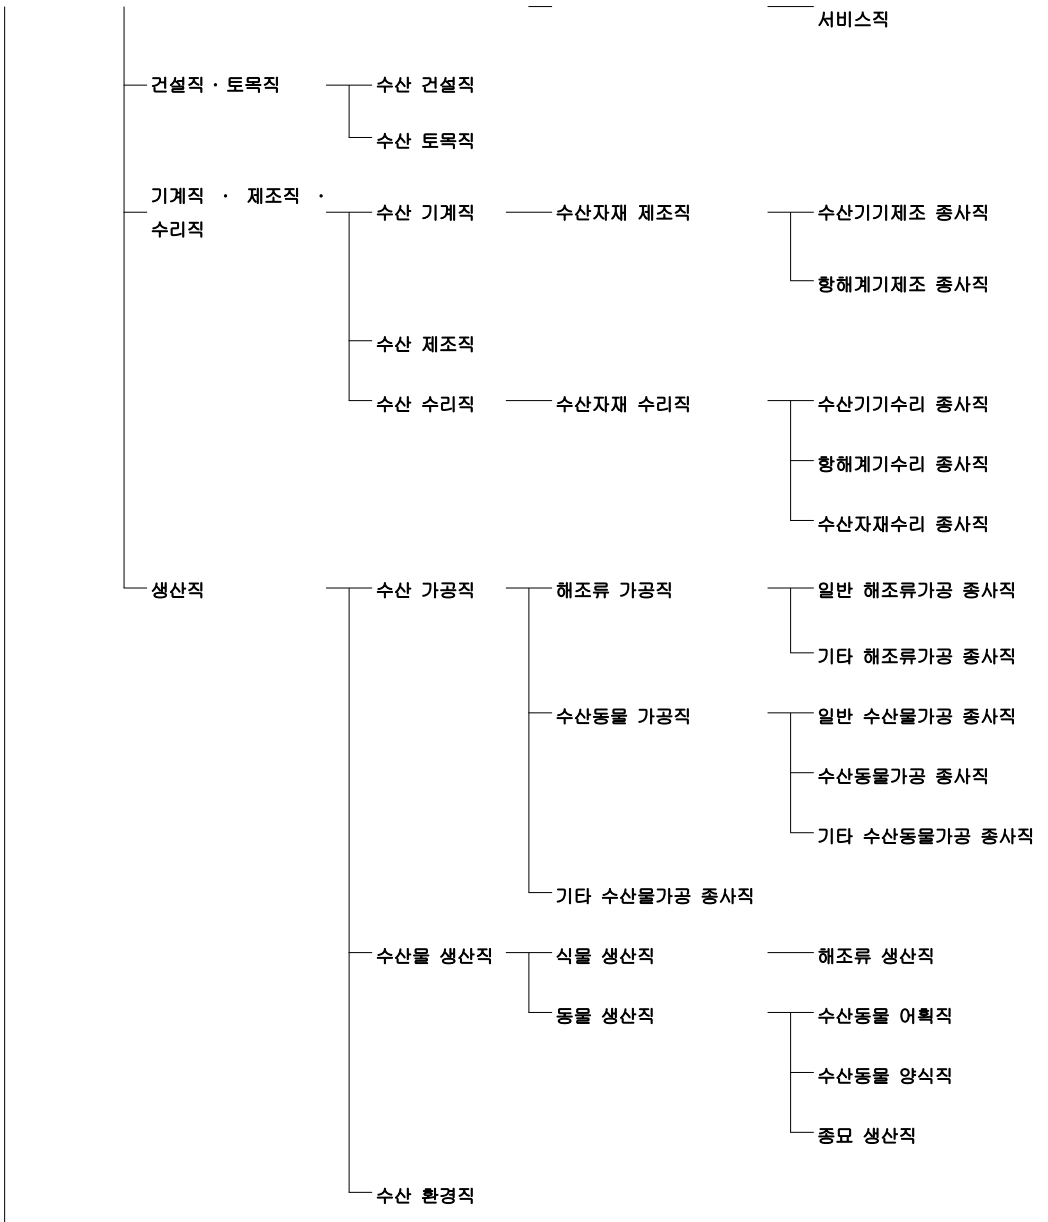 서비스직
건설직 · 토목직
수산 건설직
수산 토목직
기계직 · 제조직 ·
수리직
수산 기계직
수산자재 제조직
수산기기제조 종사직
항해계기제조 종사직
수산 제조직
수산 수리직
수산자재 수리직
수산기기수리 종사직
항해계기수리 종사직
수산자재수리 종사직
생산직
수산 가공직
해조류 가공직
일반 해조류가공 종사직
기타 해조류가공 종사직
수산동물 가공직
일반 수산물가공 종사직
수산동물가공 종사직
기타 수산동물가공 종사직
기타 수산물가공 종사직
수산물 생산직
식물 생산직
해조류 생산직
동물 생산직
수산동물 어획직
수산동물 양식직
종묘 생산직
수산 환경직